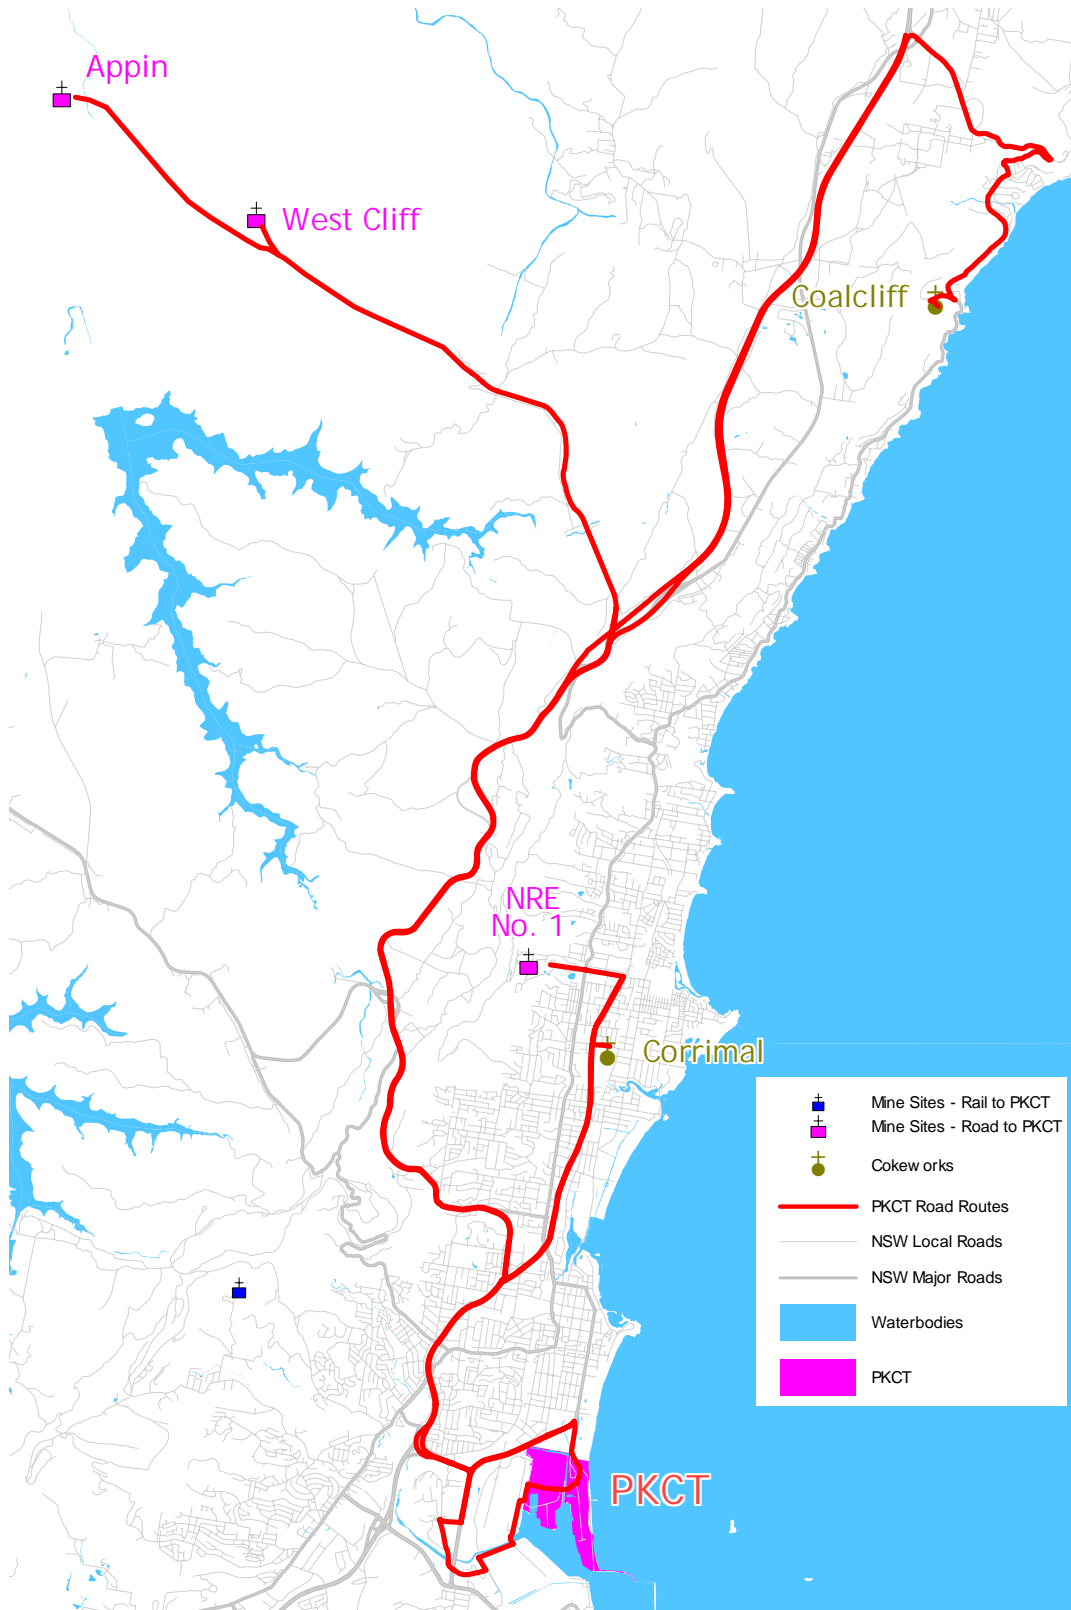 Appin
West Cliff
Coalcliff
NRE
No. 1
Corrimal
Mine Sites - Rail to PKCT
Mine Sites - Road to PKCT
Cokew orks
PKCT Road Routes
NSW Local Roads
NSW Major Roads
Waterbodies
PKCT
PKCT